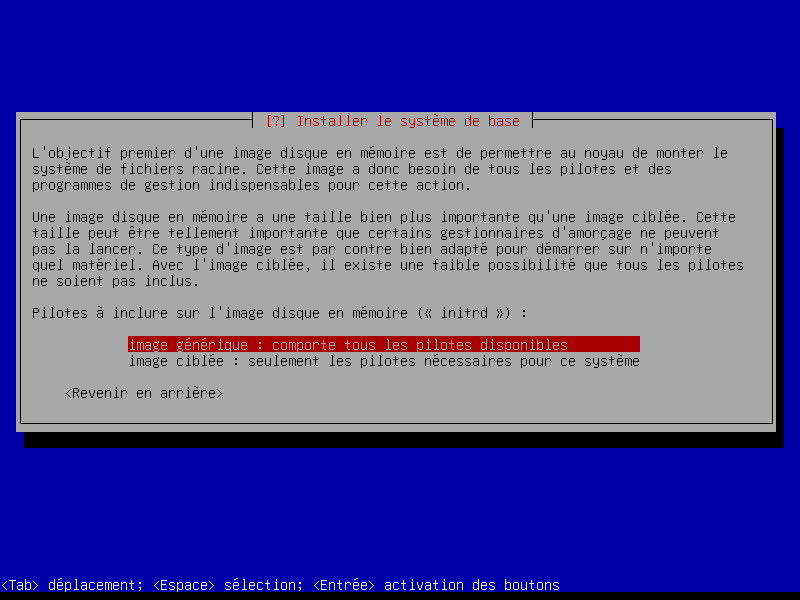 [?] Installer le système de base
L'objectif premier d'une image disque en mémoire est de permettre au noyau de monter le
système de fichiers racine. Cette image a donc besoin de tous les pilotes et des
programmes de gestion indispensables pour cette action.
Une image disque en mémoire a une taille bien plus importante qu'une image ciblée. Cette
taille peut être tellement importante que certains gestionnaires d'amorçage ne peuvent
pas la lancer. Ce type d'image est par contre bien adapté pour démarrer sur n'importe
quel matériel. Avec l'image ciblée, il existe une faible possibilité que tous les pilotes
ne soient pas inclus.
Pilotes à inclure sur l'image disque en mémoire (« initrd ») :
image générique : comporte tous les pilotes disponibles
image ciblée : seulement les pilotes nécessaires pour ce système
<Revenir en arrière>
<Tab> déplacement; <Espace> sélection; <Entrée> activation des boutons